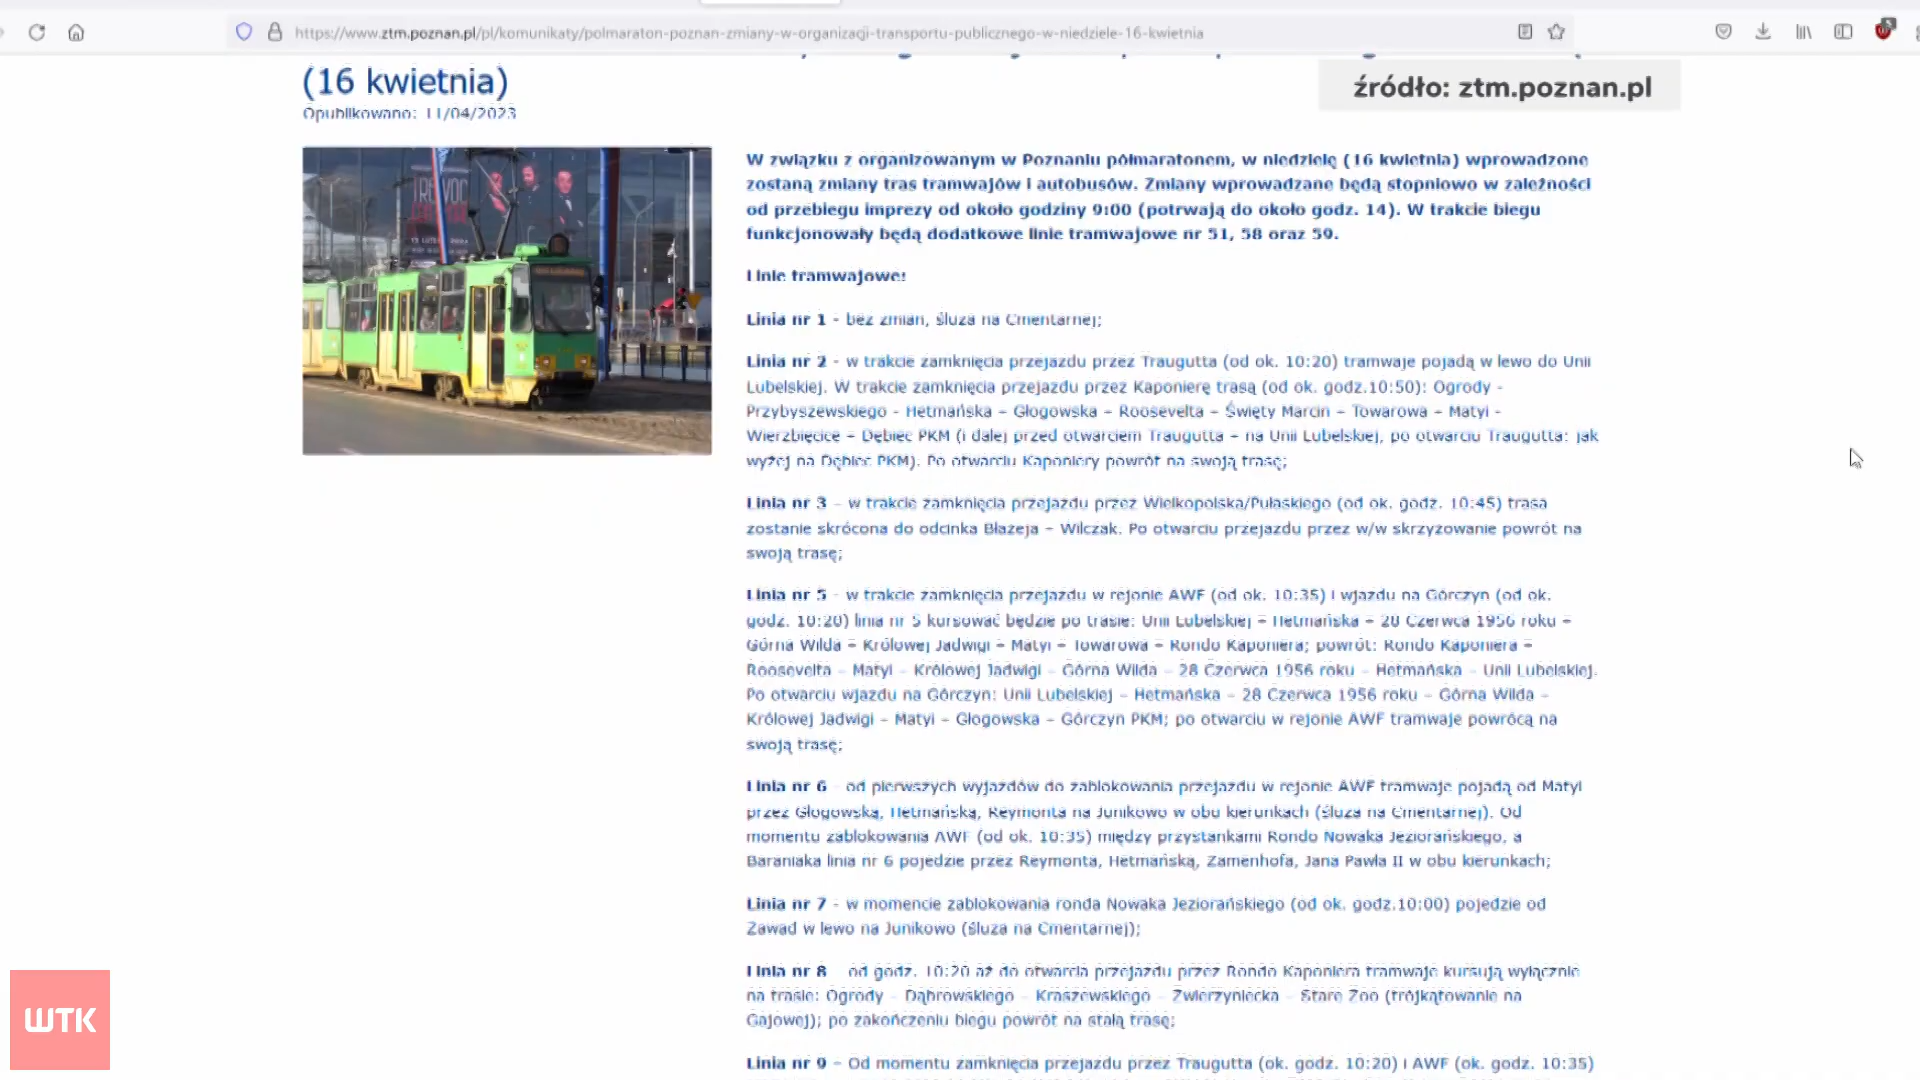 https://www.ztm.poznan.pl/pl/komunikaty/polmaraton-poznan-zmiany-w-organizacji-transportu-publicznego-w-niedziele-16-kwietnia
(16 kwietnia)
źródło: ztm.poznan.pl
Opublikowano: 11/04/2023
W związku z organizowanym w Poznaniu półmaratonem, w niedzielę (16 kwietnia) wprowadzone
zostaną zmiany tras tramwajów i autobusów. Zmiany wprowadzane będą stopniowo w zależności
od przebiegu imprezy od około godziny 9:00 (potrwają do około godz. 14). W trakcie biegu
funkcjonowały będą dodatkowe linie tramwajowe nr 51, 58 oraz 59.
Linie tramwajowe:
Linia nr 1 - bez zmian, śluza na Cmentarnej;
Linia nr 2 - w trakcie zamknięcia przejazdu przez Traugutta (od ok. 10:20) tramwaje pojadą w lewo do Unii
Lubelskiej. W trakcie zamknięcia przejazdu przez Kaponierę trasą (od ok. godz.10:50): Ogrody -
Przybyszewskiego - Hetmańska – Głogowska – Roosevelta – Święty Marcin – Towarowa – Matyi -
Wierzbięcice – Dębiec PKM (i dalej przed otwarciem Traugutta – na Unii Lubelskiej, po otwarciu Traugutta: jak
wyżej na Dębiec PKM). Po otwarciu Kaponiery powrót na swoją trasę;
Linia nr 3 – w trakcie zamknięcia przejazdu przez Wielkopolska/Pułaskiego (od ok. godz. 10:45) trasa
zostanie skrócona do odcinka Błażeja – Wilczak. Po otwarciu przejazdu przez w/w skrzyżowanie powrót na
swoją trasę;
Linia nr 5 - w trakcie zamknięcia przejazdu w rejonie AWF (od ok. 10:35) i wjazdu na Górczyn (od ok.
godz. 10:20) linia nr 5 kursować będzie po trasie: Unii Lubelskiej – Hetmańska – 28 Czerwca 1956 roku –
Górna Wilda – Królowej Jadwigi – Matyi – Towarowa – Rondo Kaponiera; powrót: Rondo Kaponiera –
Roosevelta – Matyi – Królowej Jadwigi – Górna Wilda – 28 Czerwca 1956 roku – Hetmańska – Unii Lubelskiej.
Po otwarciu wjazdu na Górczyn: Unii Lubelskiej – Hetmańska – 28 Czerwca 1956 roku – Górna Wilda –
Królowej Jadwigi – Matyi – Głogowska – Górczyn PKM; po otwarciu w rejonie AWF tramwaje powrócą na
swoją trasę;
Linia nr 6 - od pierwszych wyjazdów do zablokowania przejazdu w rejonie AWF tramwaje pojadą od Matyi
przez Głogowską, Hetmańską, Reymonta na Junikowo w obu kierunkach (śluza na Cmentarnej). Od
momentu zablokowania AWF (od ok. 10:35) między przystankami Rondo Nowaka Jeziorańskiego, a
Baraniaka linia nr 6 pojedzie przez Reymonta, Hetmańską, Zamenhofa, Jana Pawła II w obu kierunkach;
Linia nr 7 - w momencie zablokowania ronda Nowaka Jeziorańskiego (od ok. godz.10:00) pojedzie od
Zawad w lewo na Junikowo (śluza na Cmentarnej);
Linia nr 8 – od godz. 10:20 aż do otwarcia przejazdu przez Rondo Kaponiera tramwaje kursują wyłącznie
na trasie: Ogrody – Dąbrowskiego – Kraszewskiego – Zwierzyniecka – Stare Zoo (trójkątowanie na
Gajowej); po zakończeniu biegu powrót na stałą trasę;
Linia nr 9 – Od momentu zamknięcia przejazdu przez Traugutta (ok. godz. 10:20) i AWF (ok. godz. 10:35)
WTK